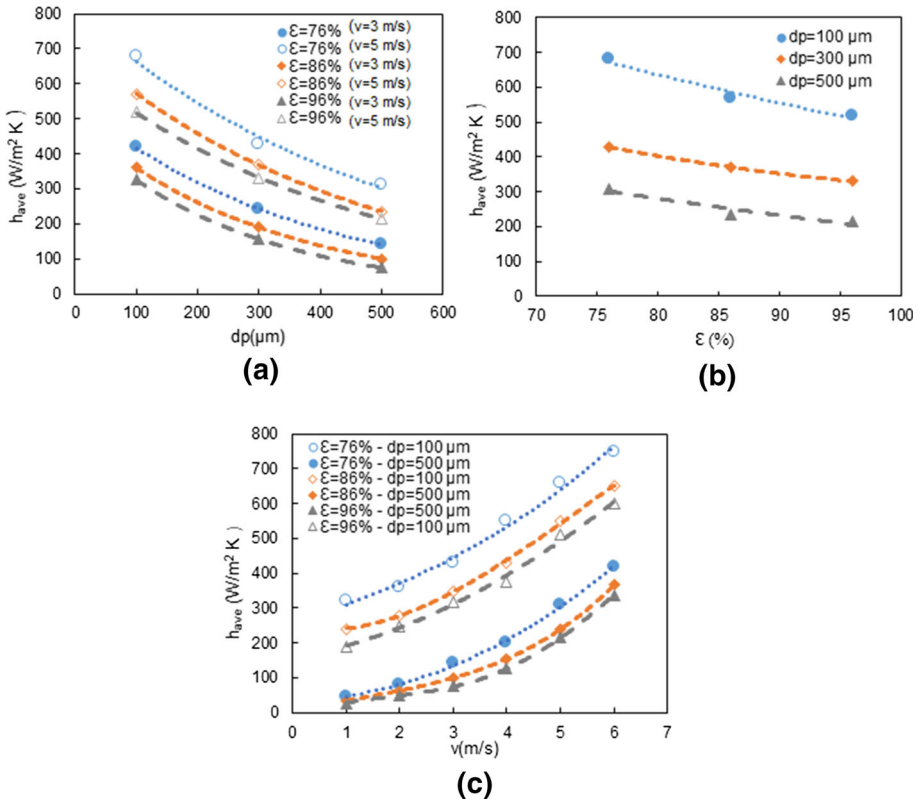 800
700
600
500
400
300
200
100
0
h_ave (W/m² K)
Ɛ=76% (v=3 m/s)
Ɛ=76% (v=5 m/s)
Ɛ=86% (v=3 m/s)
Ɛ=86% (v=5 m/s)
Ɛ=96% (v=3 m/s)
Ɛ=96% (v=5 m/s)
0 100 200 300 400 500 600
dp(µm)
(a)
800
700
600
500
400
300
200
100
0
h_ave (W/m² K)
dp=100 µm
dp=300 µm
dp=500 µm
70 75 80 85 90 95 100
Ɛ (%)
(b)
800
700
600
500
400
300
200
100
0
h_ave (W/m² K)
Ɛ=76% - dp=100 µm
Ɛ=76% - dp=500 µm
Ɛ=86% - dp=100 µm
Ɛ=86% - dp=500 µm
Ɛ=96% - dp=500 µm
Ɛ=96% - dp=100 µm
0 1 2 3 4 5 6 7
v(m/s)
(c)